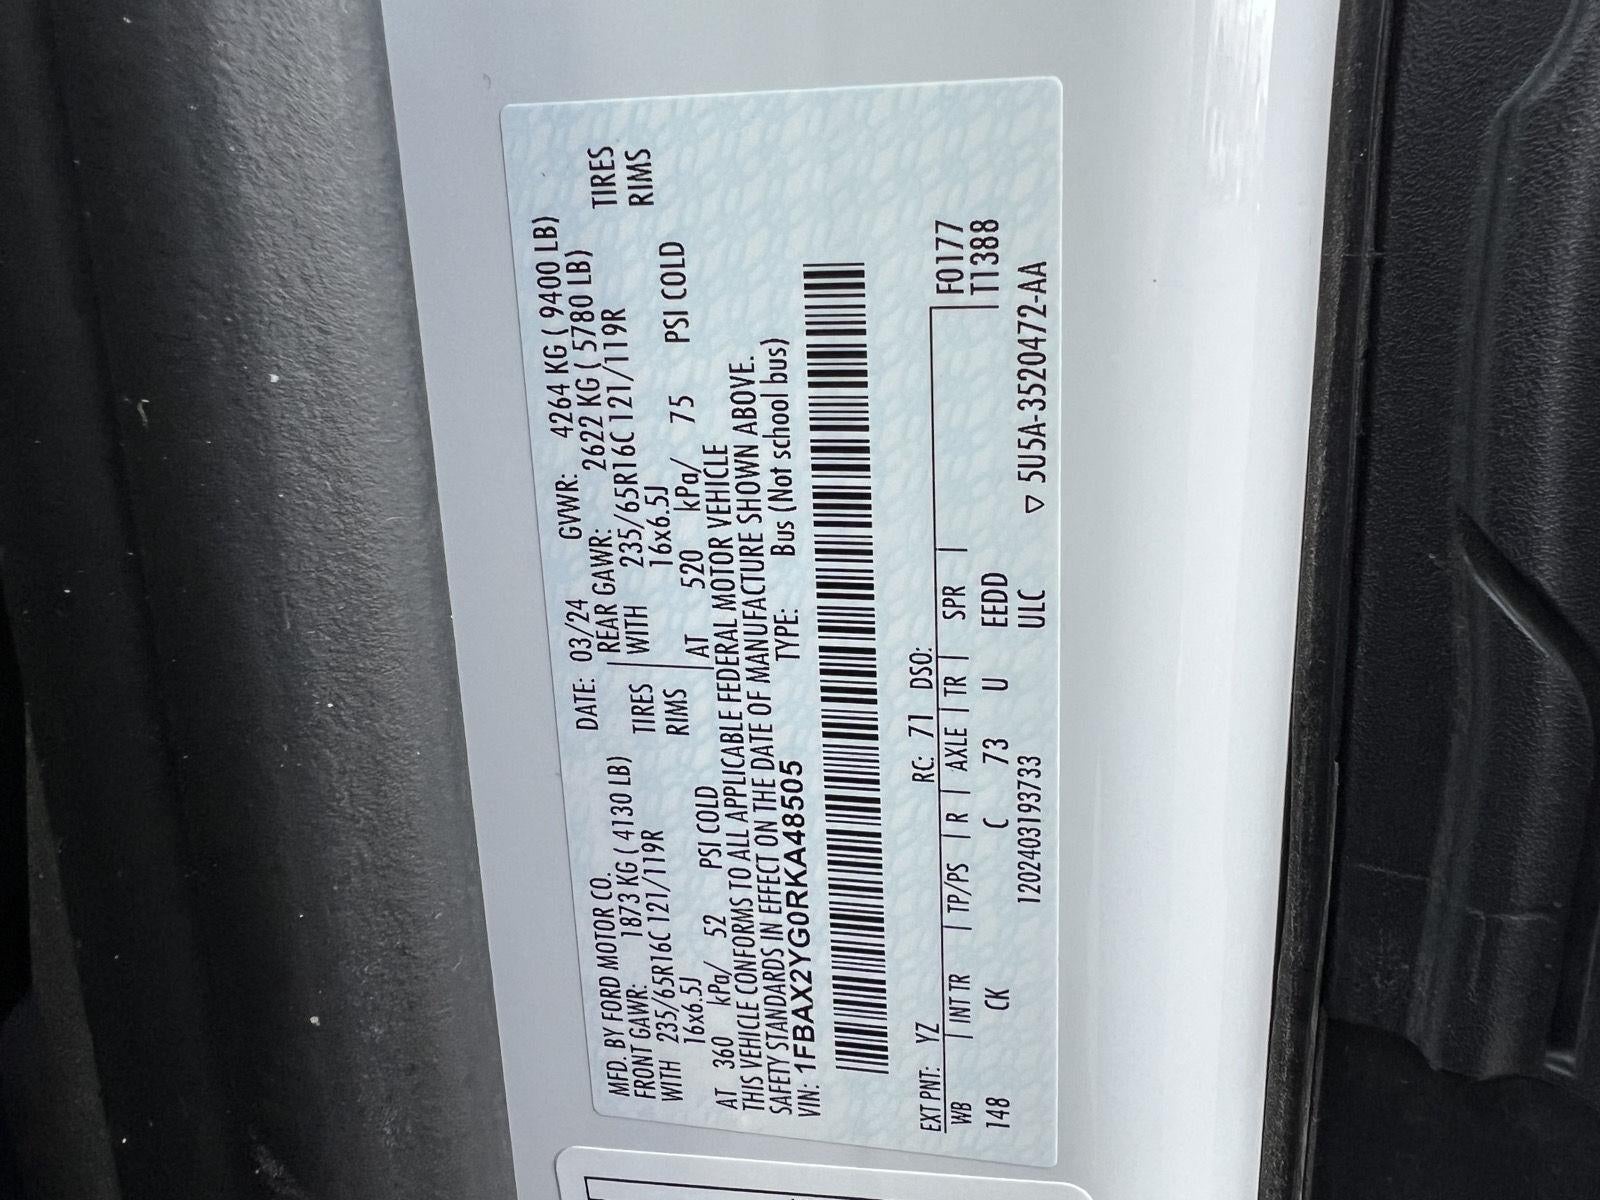 MFD. BY FORD MOTOR CO. DATE: 03/24 GVWR: 4264 KG ( 9400 LB)
FRONT GAWR: 1873 KG ( 4130 LB) REAR GAWR: 2622 KG ( 5780 LB)
WITH 235/65R16C 121/119R TIRES WITH 235/65R16C 121/119R TIRES
16x6.5J RIMS 16x6.5J RIMS
AT 360 kPa/ 52 PSI COLD AT 520 kPa/ 75 PSI COLD
THIS VEHICLE CONFORMS TO ALL APPLICABLE FEDERAL MOTOR VEHICLE
SAFETY STANDARDS IN EFFECT ON THE DATE OF MANUFACTURE SHOWN ABOVE.
VIN: 1FBAX2YG0RKA48505 TYPE: Bus (Not school bus)
EXT PNT: YZ RC: 71 DSO: F0177
WB | INT TR | TP/PS | R | AXLE | TR | SPR | T1388
148 CK C 73 U EEDD
1202403193733 ULC ▽ 5U5A-3520472-AA